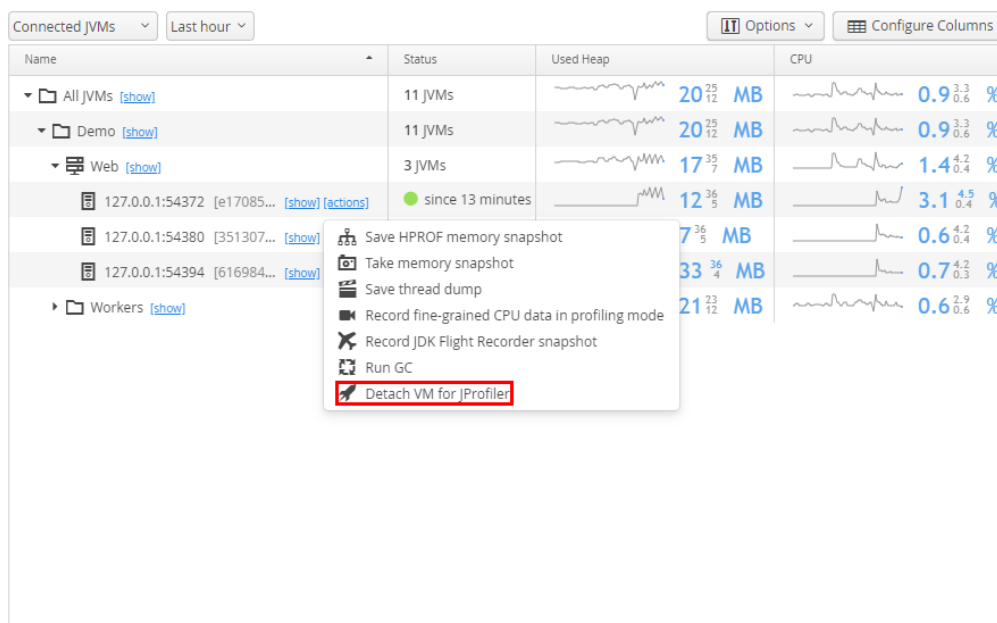 Connected JVMs Last hour Options Configure Columns
Name Status Used Heap CPU
All JVMs [show] 11 JVMs 20 25 12 MB 0.9 3.3 0.6 %
Demo [show] 11 JVMs 20 25 12 MB 0.9 3.3 0.6 %
Web [show] 3 JVMs 17 35 7 MB 1.4 4.2 0.4 %
127.0.0.1:54372 [e17085... [show] [actions] since 13 minutes 12 36 5 MB 3.1 4.5 0.4 %
127.0.0.1:54380 [351307... [show] 7 36 5 MB 0.6 4.2 0.4 %
127.0.0.1:54394 [616984... [show] 33 36 4 MB 0.7 4.2 0.3 %
Workers [show] 21 23 12 MB 0.6 2.9 0.6 %
Save HPROF memory snapshot
Take memory snapshot
Save thread dump
Record fine-grained CPU data in profiling mode
Record JDK Flight Recorder snapshot
Run GC
Detach VM for JProfiler